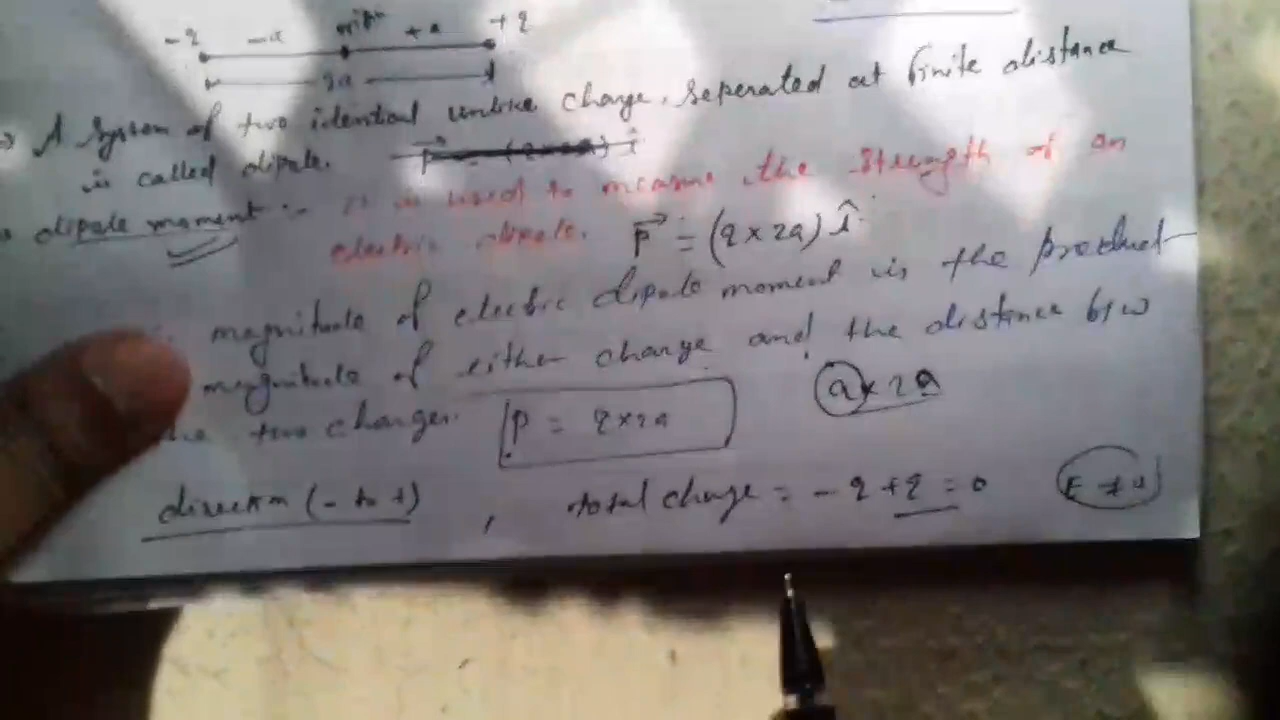 -q -a +a +q
2a
⇒ A System of two identical unlike charge, seperated at finite distance
is called dipole.
dipole moment :- It is used to measure the strength of an
electric dipole. p⃗ = (q×2a) î
magnitude of electric dipole moment is the product
magnitude of either charge and the distance b/w
the two charges. p = q×2a a×2a
direction (- to +) , total charge = -q+q=0